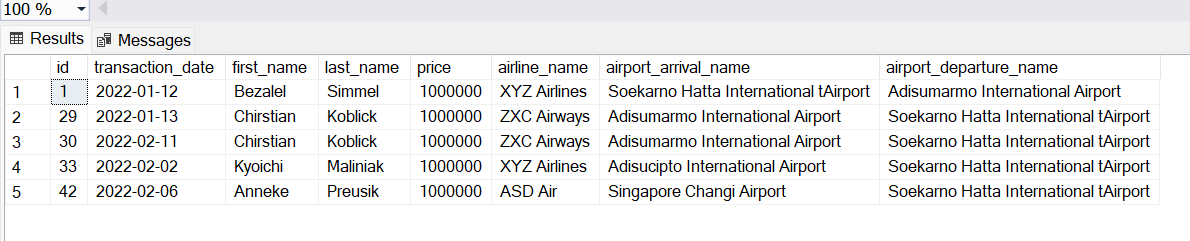 100 %
Results Messages
id transaction_date first_name last_name price airline_name airport_arrival_name airport_departure_name
1 1 2022-01-12 Bezalel Simmel 1000000 XYZ Airlines Soekarno Hatta International tAirport Adisumarmo International Airport
2 29 2022-01-13 Chirstian Koblick 1000000 ZXC Airways Adisumarmo International Airport Soekarno Hatta International tAirport
3 30 2022-02-11 Chirstian Koblick 1000000 ZXC Airways Adisumarmo International Airport Soekarno Hatta International tAirport
4 33 2022-02-02 Kyoichi Maliniak 1000000 XYZ Airlines Adisucipto International Airport Soekarno Hatta International tAirport
5 42 2022-02-06 Anneke Preusik 1000000 ASD Air Singapore Changi Airport Soekarno Hatta International tAirport